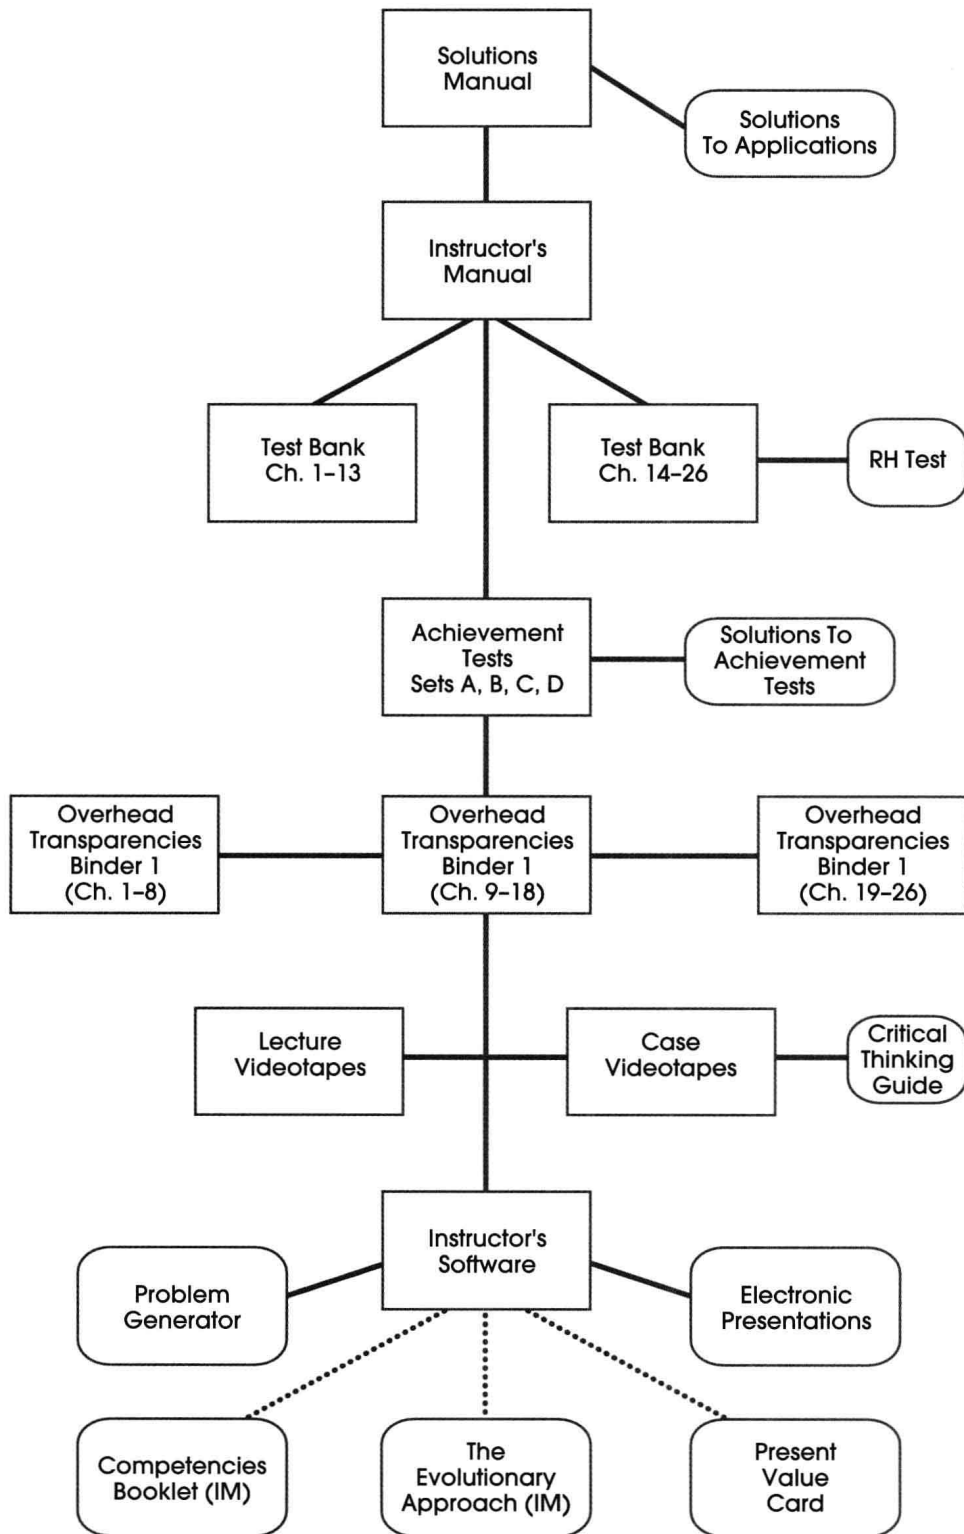 Solutions
Manual
Solutions
To Applications
Instructor's
Manual
Test Bank
Ch. 1–13
Test Bank
Ch. 14–26
RH Test
Achievement
Tests
Sets A, B, C, D
Solutions To
Achievement
Tests
Overhead
Transparencies
Binder 1
(Ch. 1–8)
Overhead
Transparencies
Binder 1
(Ch. 9–18)
Overhead
Transparencies
Binder 1
(Ch. 19–26)
Lecture
Videotapes
Case
Videotapes
Critical
Thinking
Guide
Instructor's
Software
Problem
Generator
Electronic
Presentations
Competencies
Booklet (IM)
The
Evolutionary
Approach (IM)
Present
Value
Card